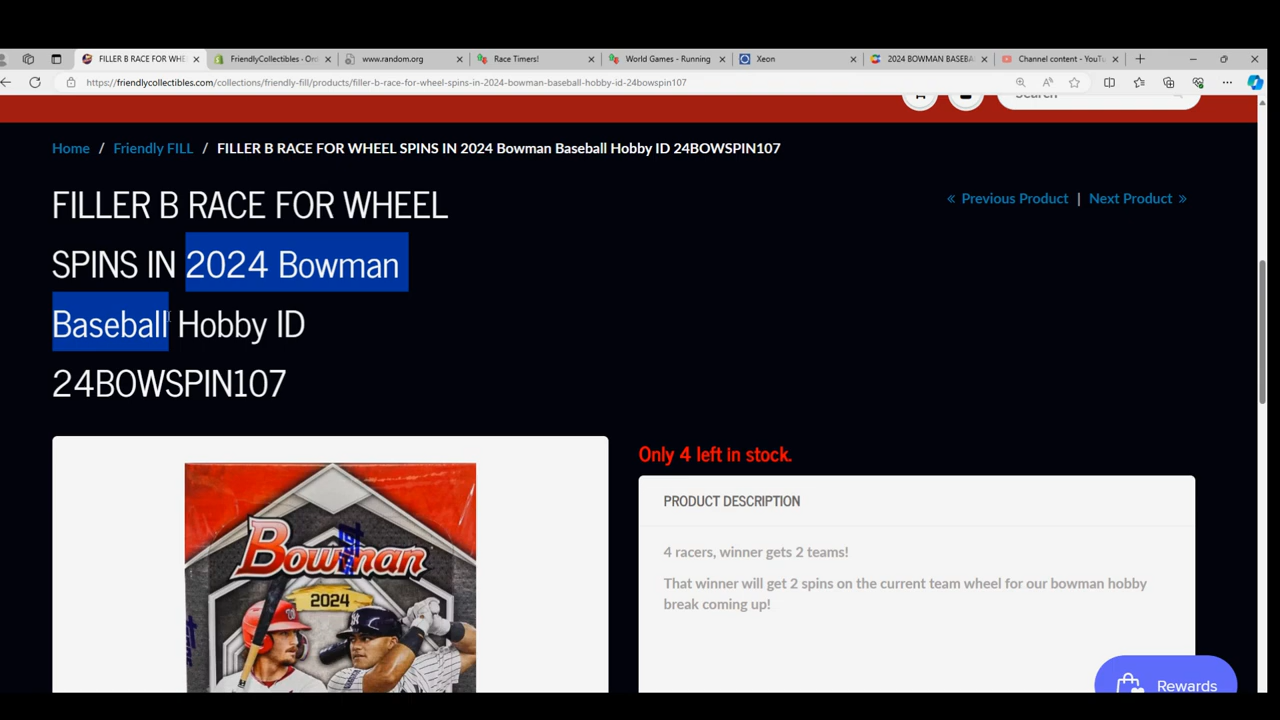 FILLER B RACE FOR WHE
FriendlyCollectibles - Or
www.random.org
Race Timers!
World Games - Running
Xeon
2024 BOWMAN BASEBA
Channel content - YouTu
https://friendlycollectibles.com/collections/friendly-fill/products/filler-b-race-for-wheel-spins-in-2024-bowman-baseball-hobby-id-24bowspin107
Search
Home / Friendly FILL / FILLER B RACE FOR WHEEL SPINS IN 2024 Bowman Baseball Hobby ID 24BOWSPIN107
« Previous Product | Next Product »
FILLER B RACE FOR WHEEL
SPINS IN 2024 Bowman
Baseball Hobby ID
24BOWSPIN107
Only 4 left in stock.
PRODUCT DESCRIPTION
4 racers, winner gets 2 teams!
That winner will get 2 spins on the current team wheel for our bowman hobby
break coming up!
Bowman
2024
Rewards